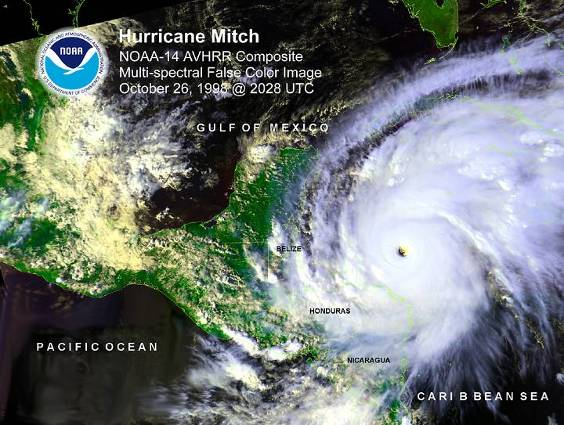 Hurricane Mitch
NOAA-14 AVHRR Composite
Multi-spectral False Color Image
October 26, 1998 @ 2028 UTC
NOAA
GULF OF MEXICO
BELIZE
HONDURAS
NICARAGUA
PACIFIC OCEAN
CARI B BEAN SEA